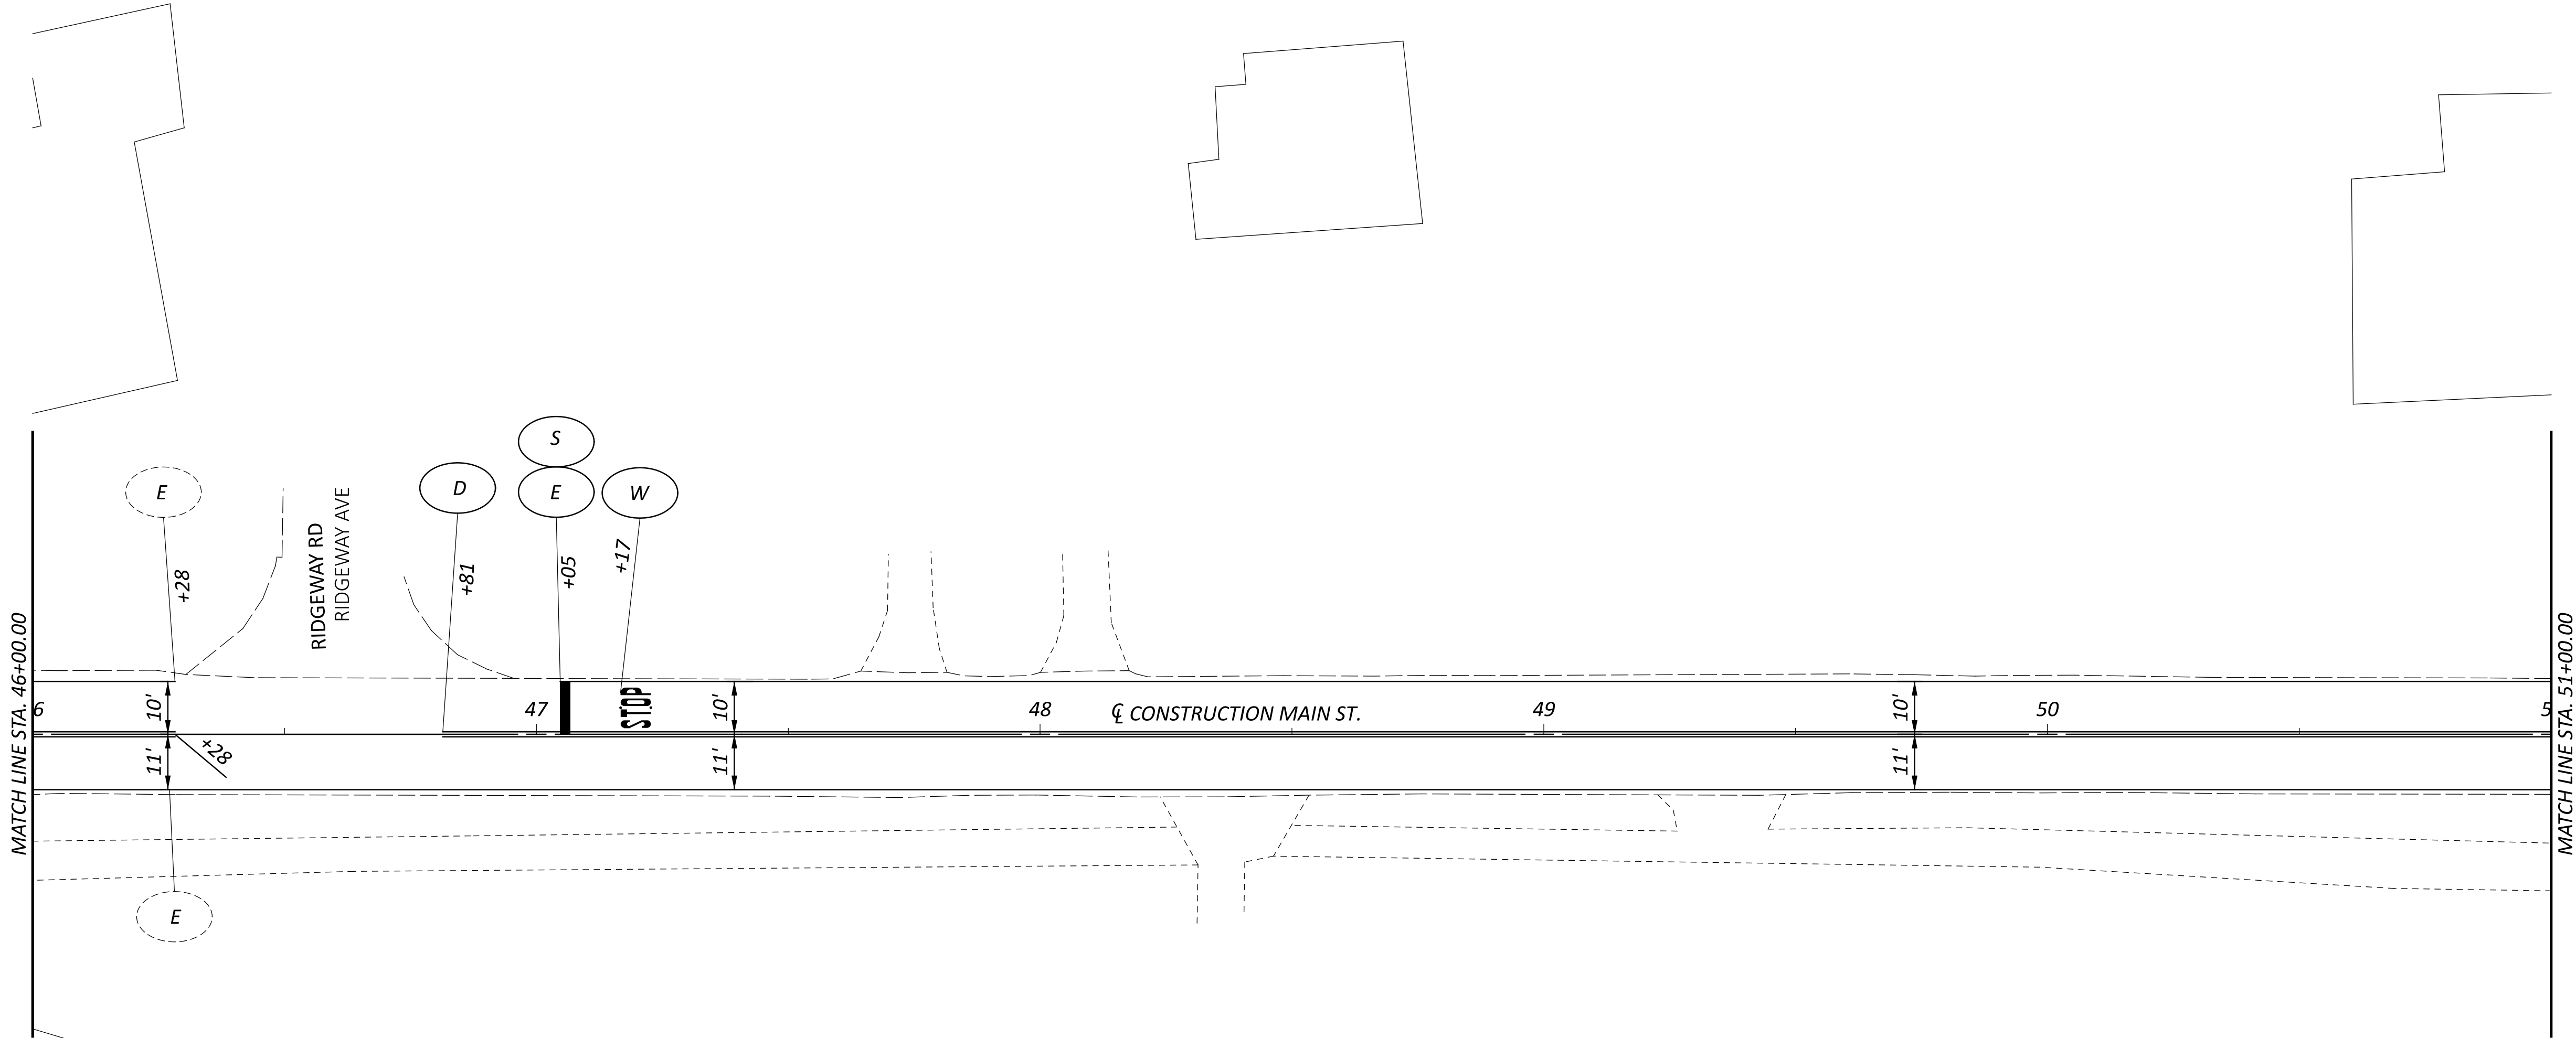 S
E
D
E
W
+28
+81
+05
+17
RIDGEWAY RD
RIDGEWAY AVE
MATCH LINE STA. 46+00.00
6
10'
47
STOP
10'
48
℄ CONSTRUCTION MAIN ST.
49
10'
50
5
MATCH LINE STA. 51+00.00
11'
+28
11'
11'
E